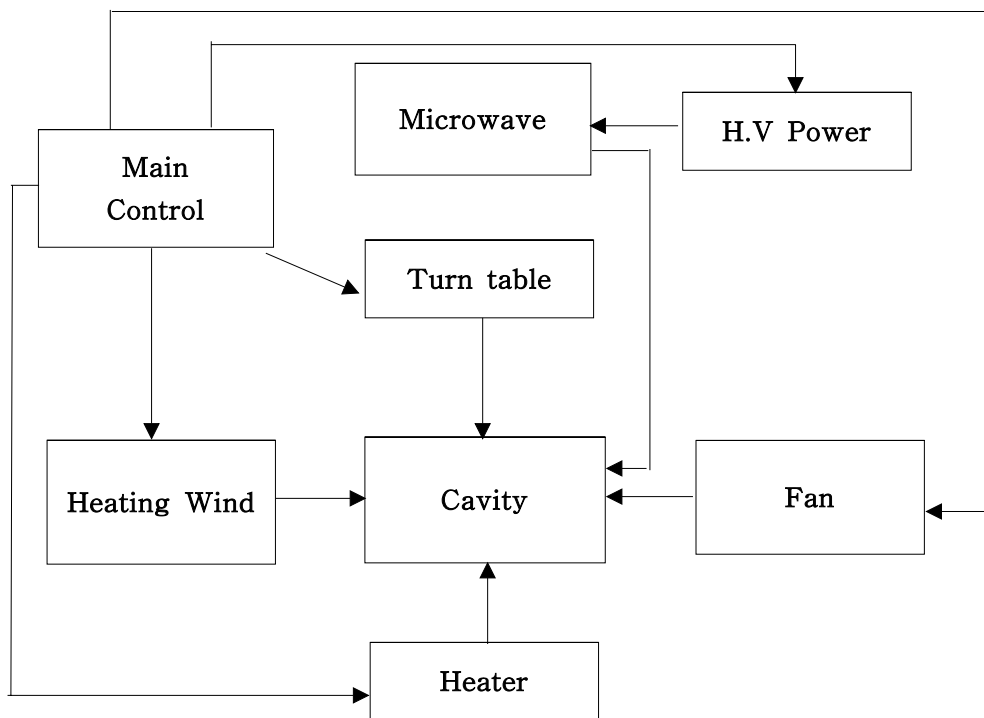 Microwave
H.V Power
Main
Control
Turn table
Heating Wind
Cavity
Fan
Heater